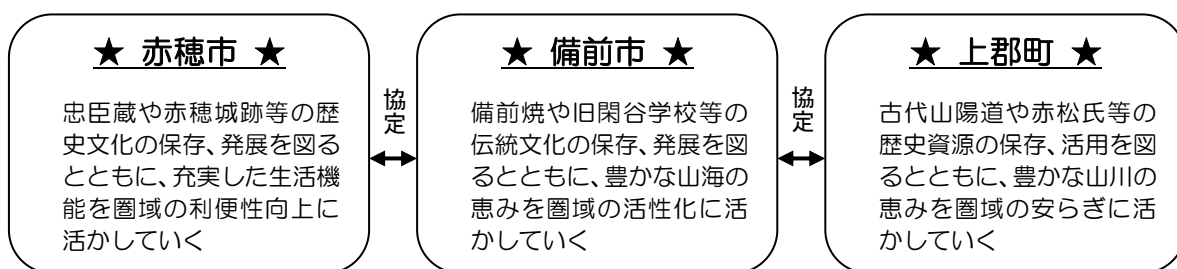 ★ 赤穂市 ★
忠臣蔵や赤穂城跡等の歴
史文化の保存、発展を図る
とともに、充実した生活機
能を圏域の利便性向上に
活かしていく
協定
★ 備前市 ★
備前焼や旧閑谷学校等の
伝統文化の保存、発展を図
るとともに、豊かな山海の
恵みを圏域の活性化に活
かしていく
協定
★ 上郡町 ★
古代山陽道や赤松氏等の
歴史資源の保存、活用を図
るとともに、豊かな山川の
恵みを圏域の安らぎに活
かしていく